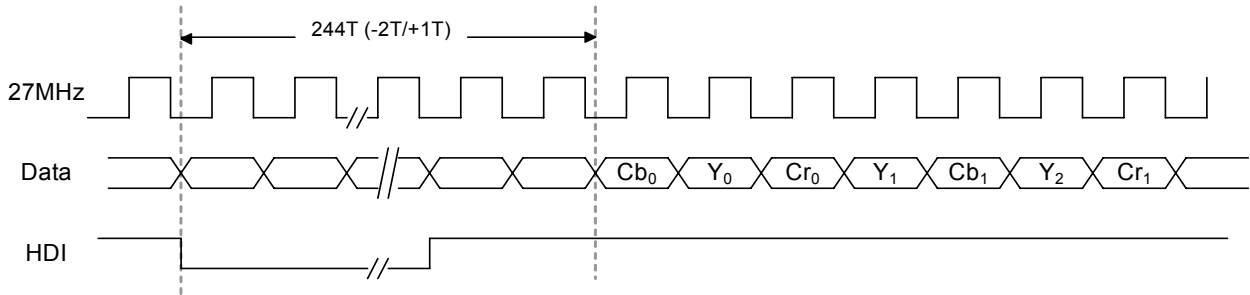 244T (-2T/+1T)
27MHz
Data
Cb₀ Y₀ Cr₀ Y₁ Cb₁ Y₂ Cr₁
HDI